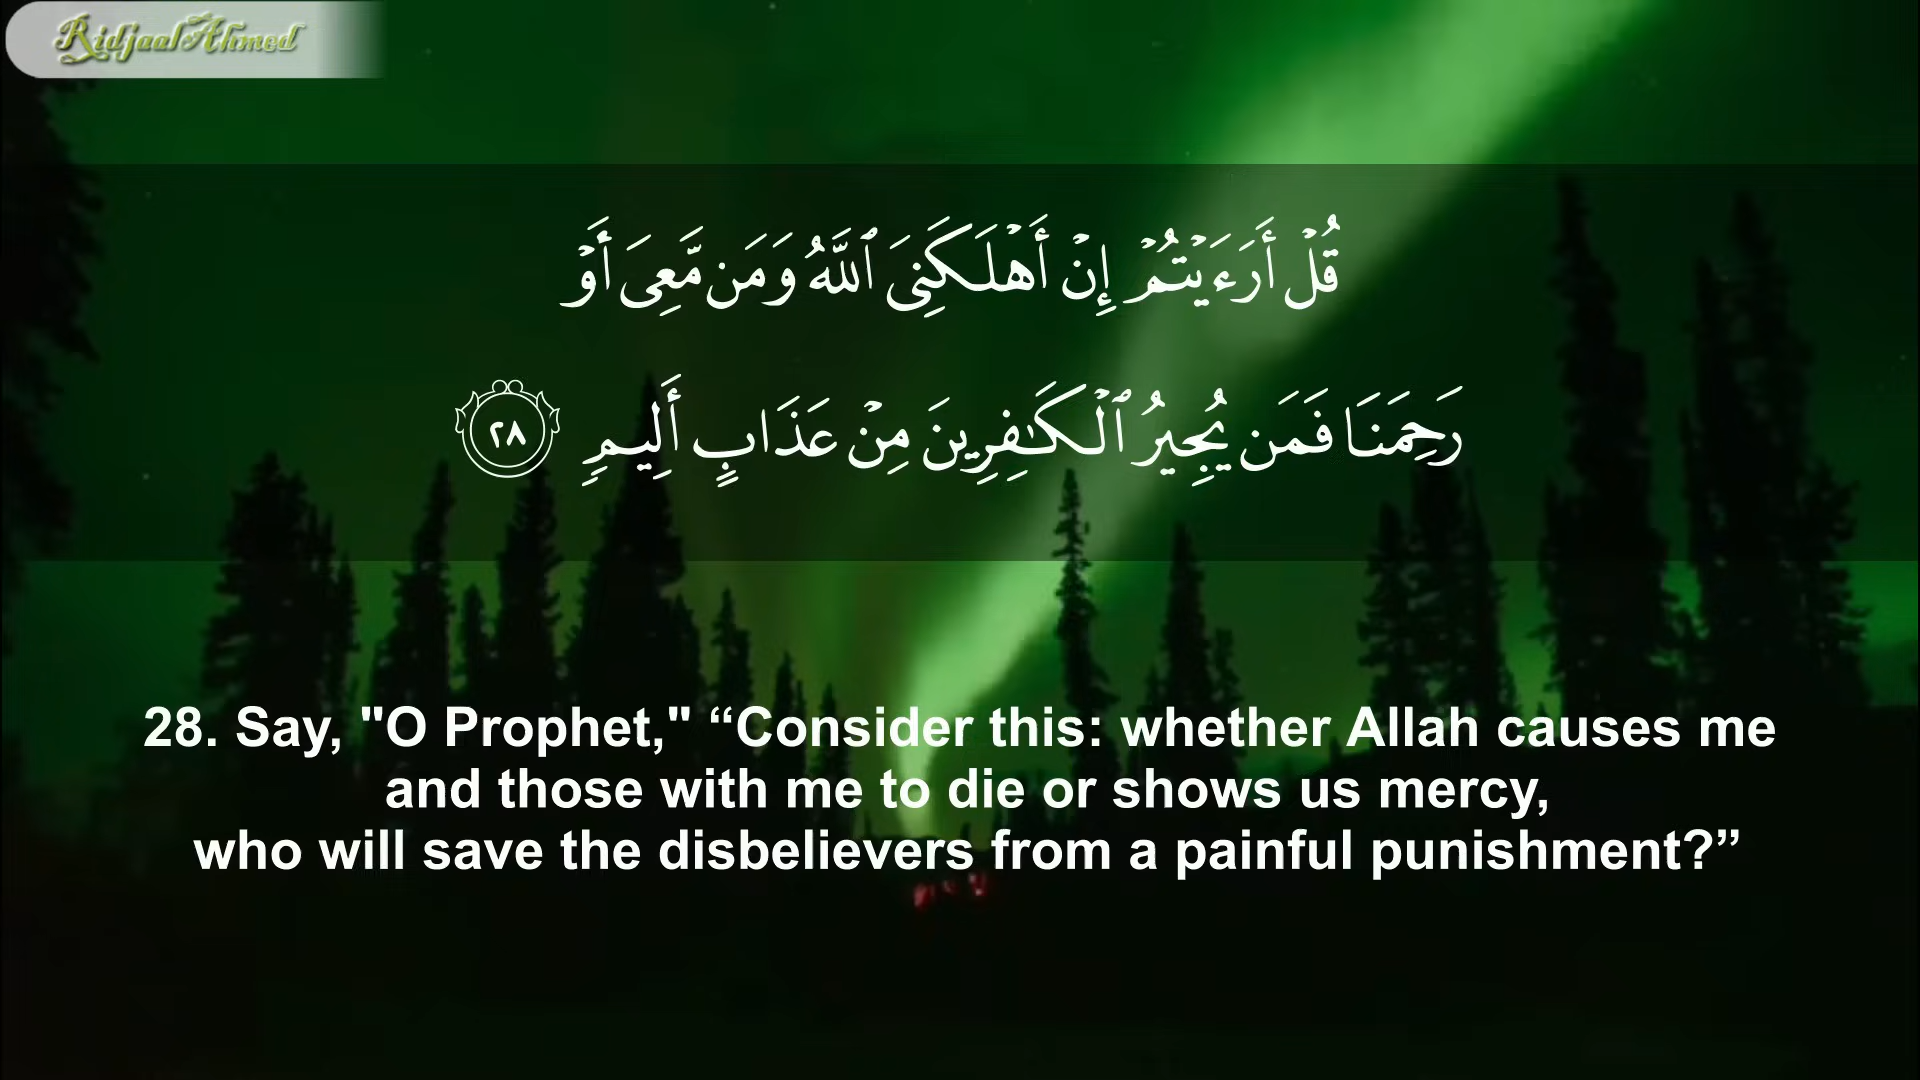 Ridjaal Ahmed
قُلْ أَرَءَيْتُمْ إِنْ أَهْلَكَنِىَ ٱللَّهُ وَمَن مَّعِىَ أَوْ
رَحِمَنَا فَمَن يُجِيرُ ٱلْكَـٰفِرِينَ مِنْ عَذَابٍ أَلِيمٍ ٢٨
28. Say, "O Prophet," “Consider this: whether Allah causes me
and those with me to die or shows us mercy,
who will save the disbelievers from a painful punishment?”